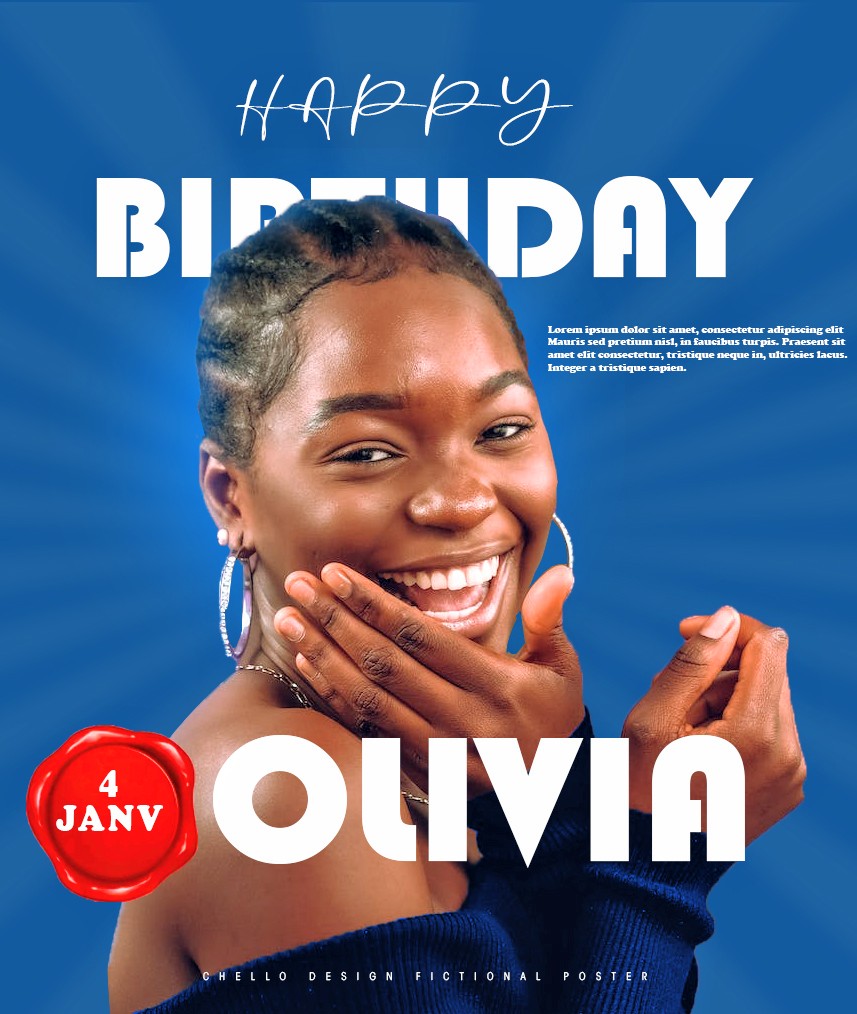 HAPPY
BIRTHDAY
Lorem ipsum dolor sit amet, consectetur adipiscing elit
Mauris sed pretium nisl, in faucibus turpis. Praesent sit
amet elit consectetur, tristique neque in, ultricies lacus.
Integer a tristique sapien.
4
JANV
OLIVIA
CHELLO DESIGN FICTIONAL POSTER